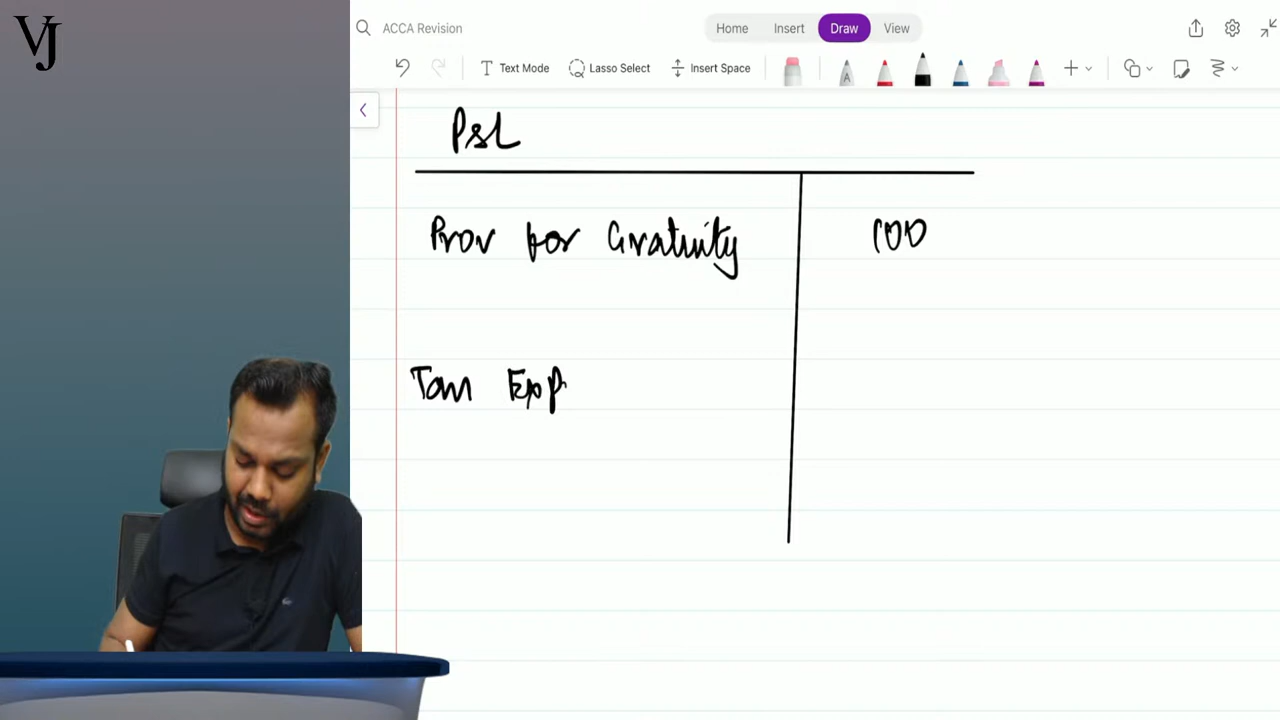 VJ
ACCA Revision
Home Insert Draw View
Text Mode Lasso Select Insert Space
A
P&L
Prov for Gratuity 100
Tax Exp